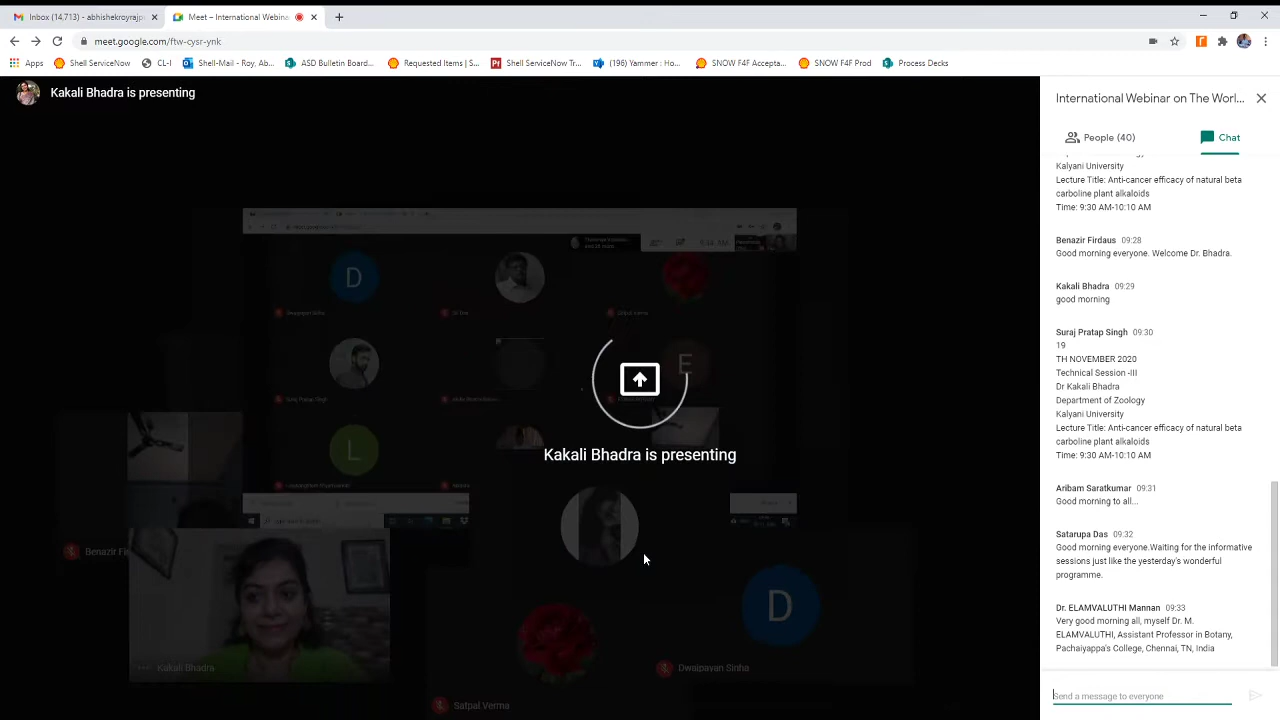 Inbox (14,713) - abhishekroyrajp
Meet – International Webina
meet.google.com/ftw-cysr-ynk
Apps
Shell ServiceNow
CL-I
Shell-Mail - Roy, Ab...
ASD Bulletin Board...
Requested Items | S...
Shell ServiceNow Tr...
(196) Yammer : Ho...
SNOW F4F Accepta...
SNOW F4F Prod
Process Decks
Kakali Bhadra is presenting
D
E
L
Kakali Bhadra is presenting
Benazir Fir
Kakali Bhadra
D
Dwaipayan Sinha
Satpal Verma
International Webinar on The Worl...
People (40)
Chat
Kalyani University
Lecture Title: Anti-cancer efficacy of natural beta
carboline plant alkaloids
Time: 9:30 AM-10:10 AM
Benazir Firdaus 09:28
Good morning everyone. Welcome Dr. Bhadra.
Kakali Bhadra 09:29
good morning
Suraj Pratap Singh 09:30
19
TH NOVEMBER 2020
Technical Session -III
Dr Kakali Bhadra
Department of Zoology
Kalyani University
Lecture Title: Anti-cancer efficacy of natural beta
carboline plant alkaloids
Time: 9:30 AM-10:10 AM
Aribam Saratkumar 09:31
Good morning to all...
Satarupa Das 09:32
Good morning everyone.Waiting for the informative
sessions just like the yesterday's wonderful
programme.
Dr. ELAMVALUTHI Mannan 09:33
Very good morning all, myself Dr. M.
ELAMVALUTHI, Assistant Professor in Botany,
Pachaiyappa's College, Chennai, TN, India
Send a message to everyone